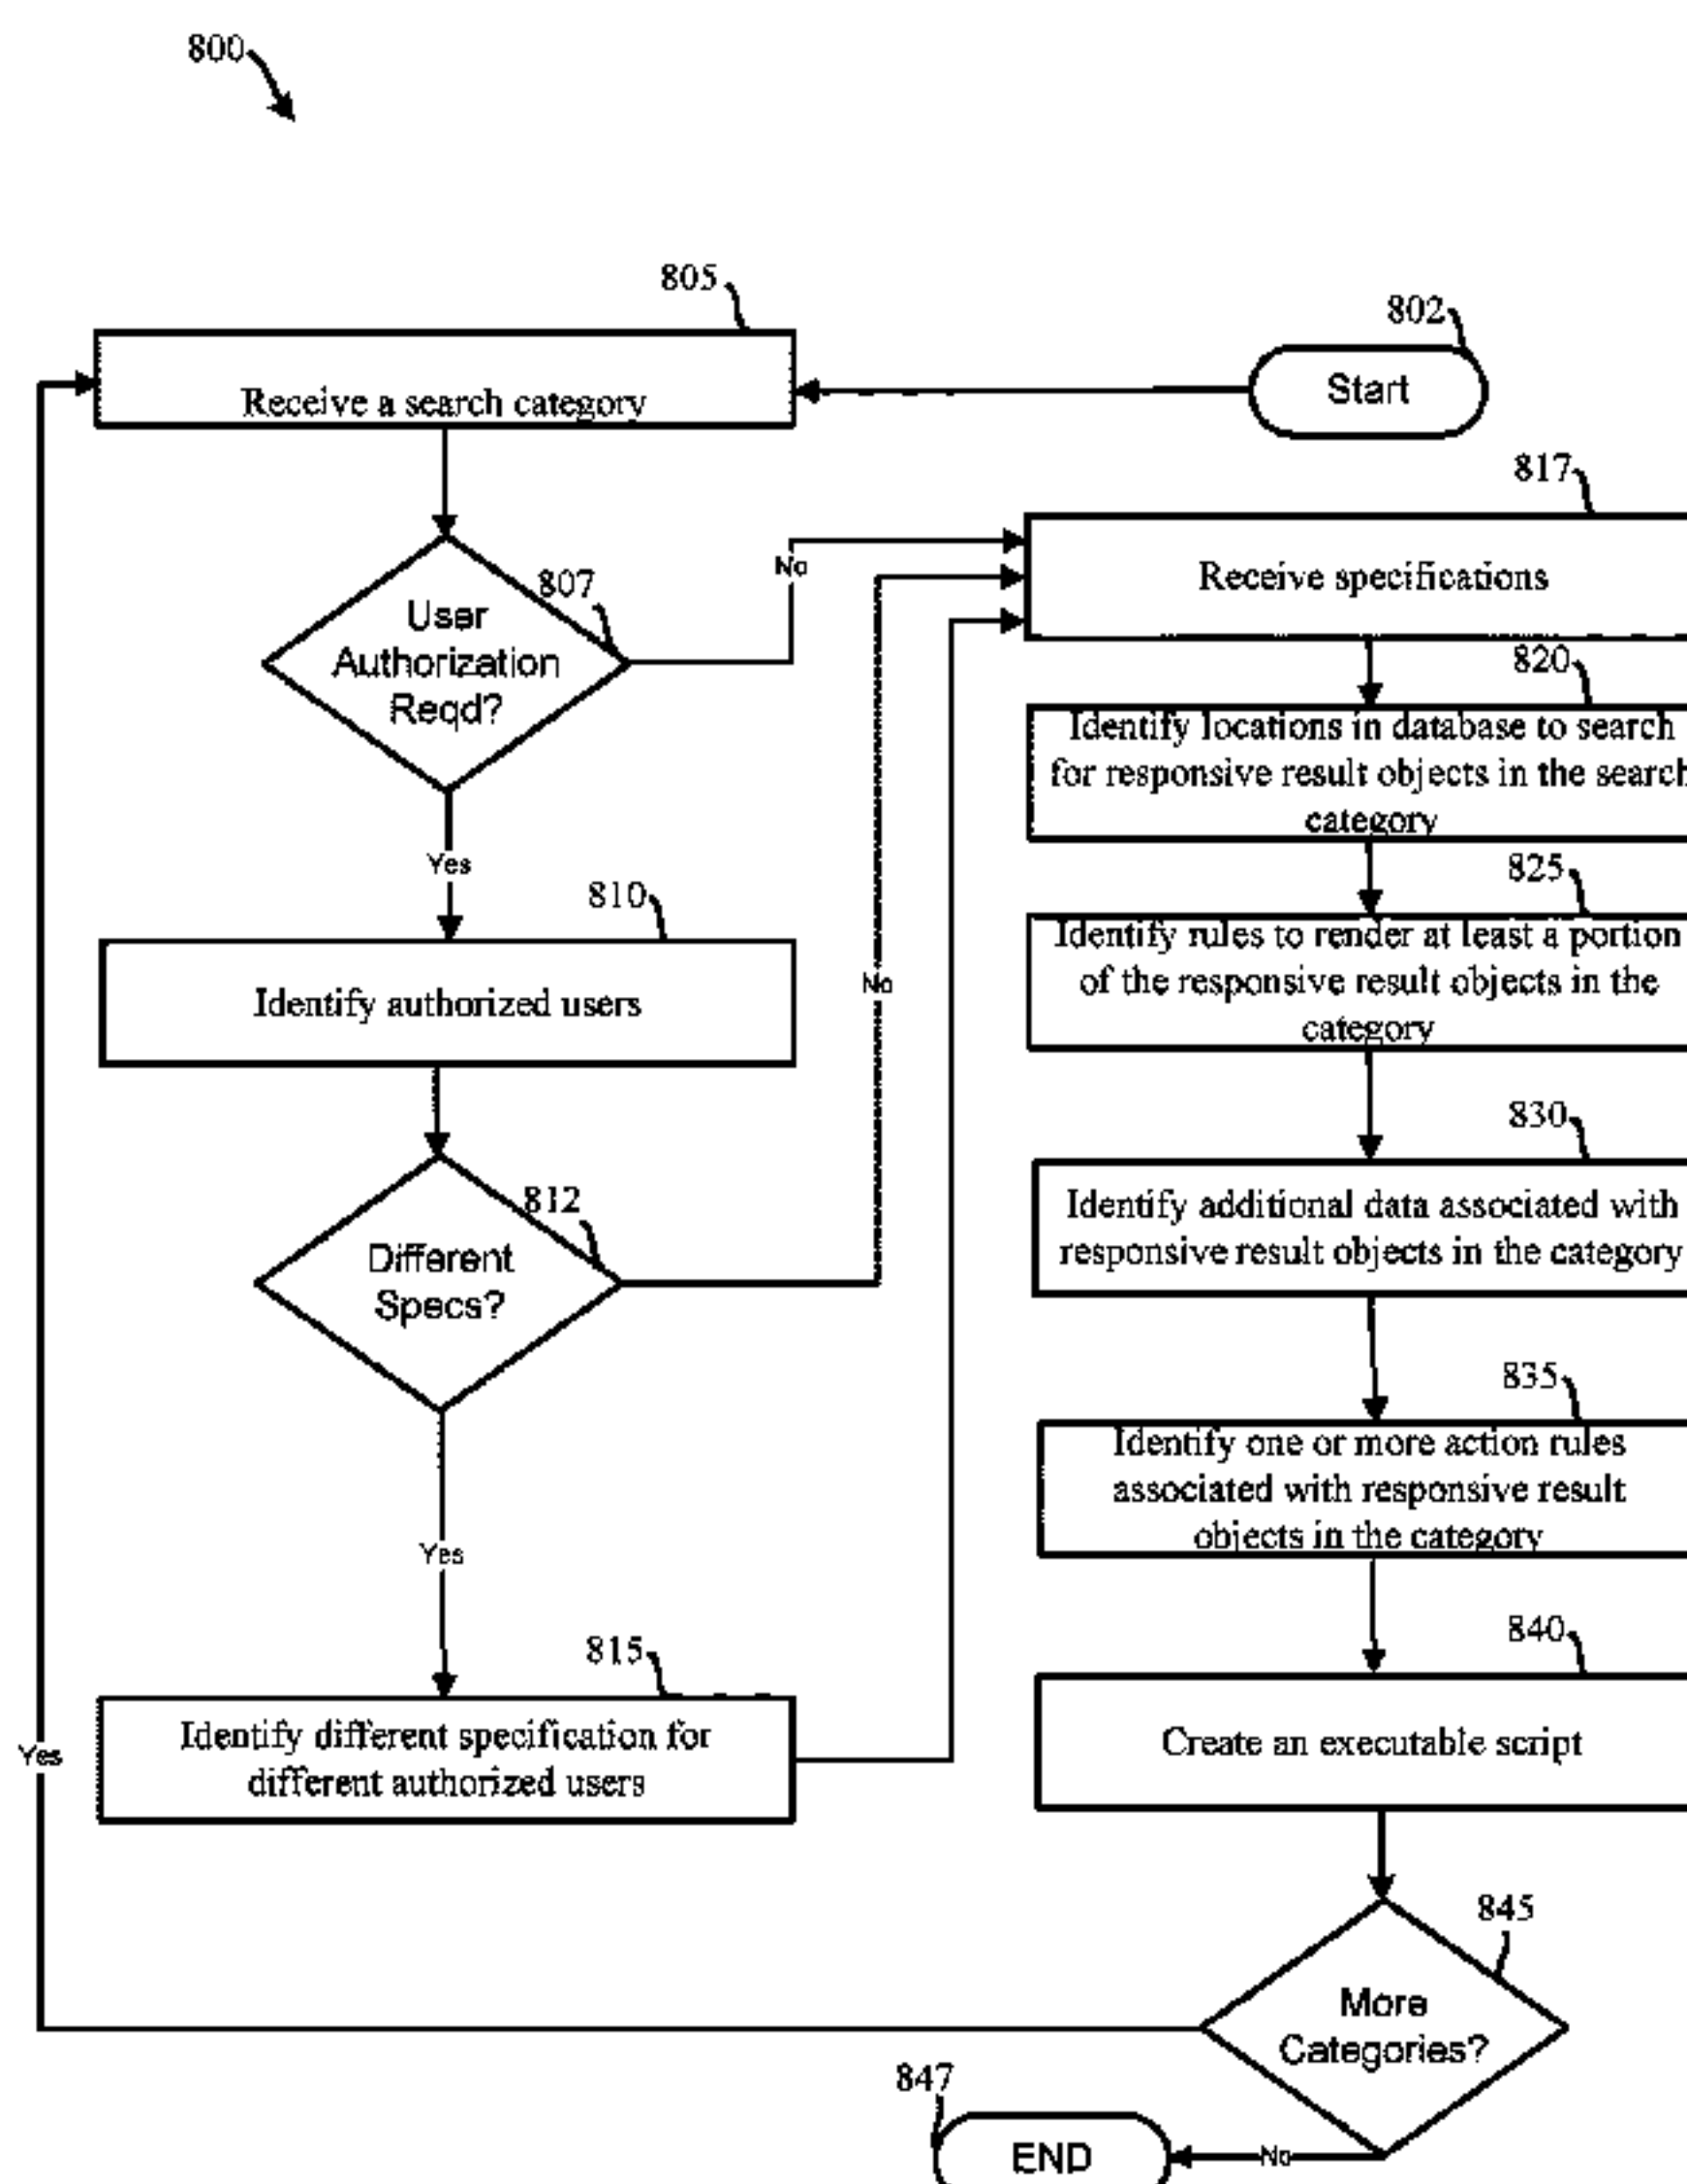 800
805
Receive a search category
802
Start
807
User
Authorization
Reqd?
No
Yes
810
Identify authorized users
812
Different
Specs?
No
Yes
815
Identify different specification for
different authorized users
817
Receive specifications
820
Identify locations in database to search
for responsive result objects in the search
category
825
Identify rules to render at least a portion
of the responsive result objects in the
category
830
Identify additional data associated with
responsive result objects in the category
835
Identify one or more action rules
associated with responsive result
objects in the category
840
Create an executable script
845
More
Categories?
Yes
No
847
END